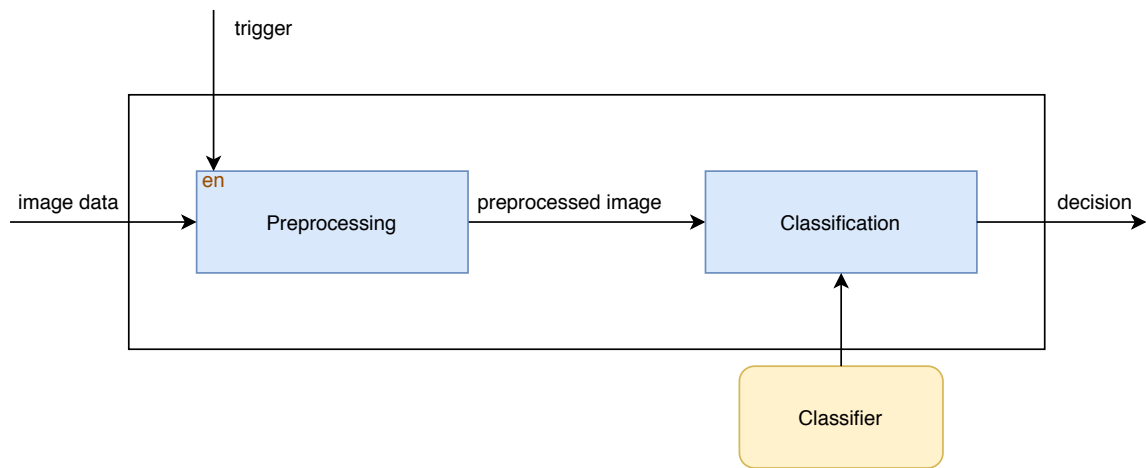 trigger
en
image data
Preprocessing
preprocessed image
Classification
decision
Classifier